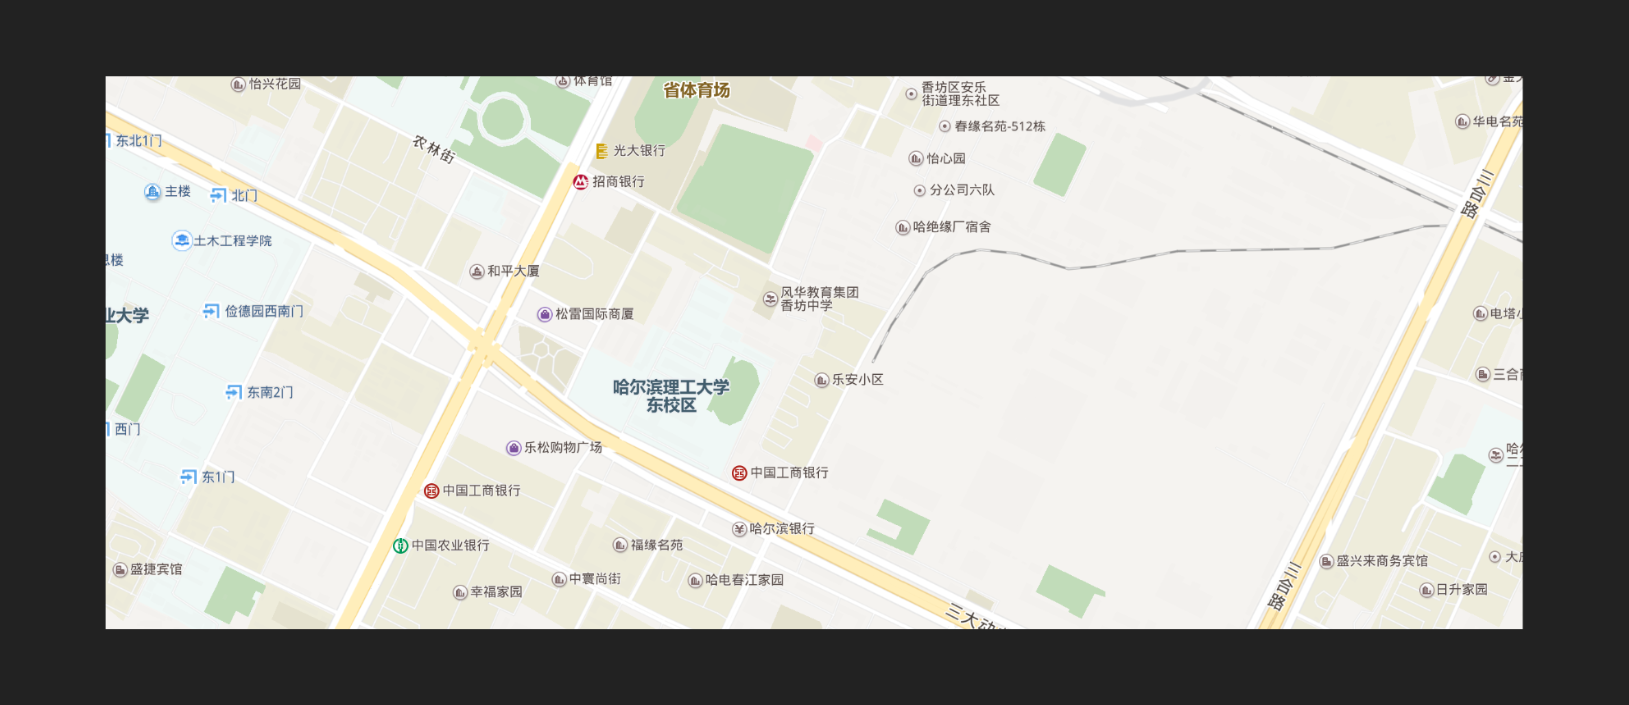 怡兴花园
体育馆
省体育场
香坊区安乐
街道理东社区
春缘名苑-512栋
华电名苑
东北1门
农林街
光大银行
招商银行
怡心园
分公司六队
三合路
主楼
北门
哈绝缘厂宿舍
土木工程学院
和平大厦
风华教育集团
香坊中学
俭德园西南门
松雷国际商厦
业大学
电塔小
乐安小区
三合
哈尔滨理工大学
东校区
东南2门
西门
乐松购物广场
中国工商银行
东1门
中国工商银行
哈尔滨银行
中国农业银行
福缘名苑
盛兴来商务宾馆
盛捷宾馆
中寰尚街
哈电春江家园
幸福家园
日升家园
三合路
三大动